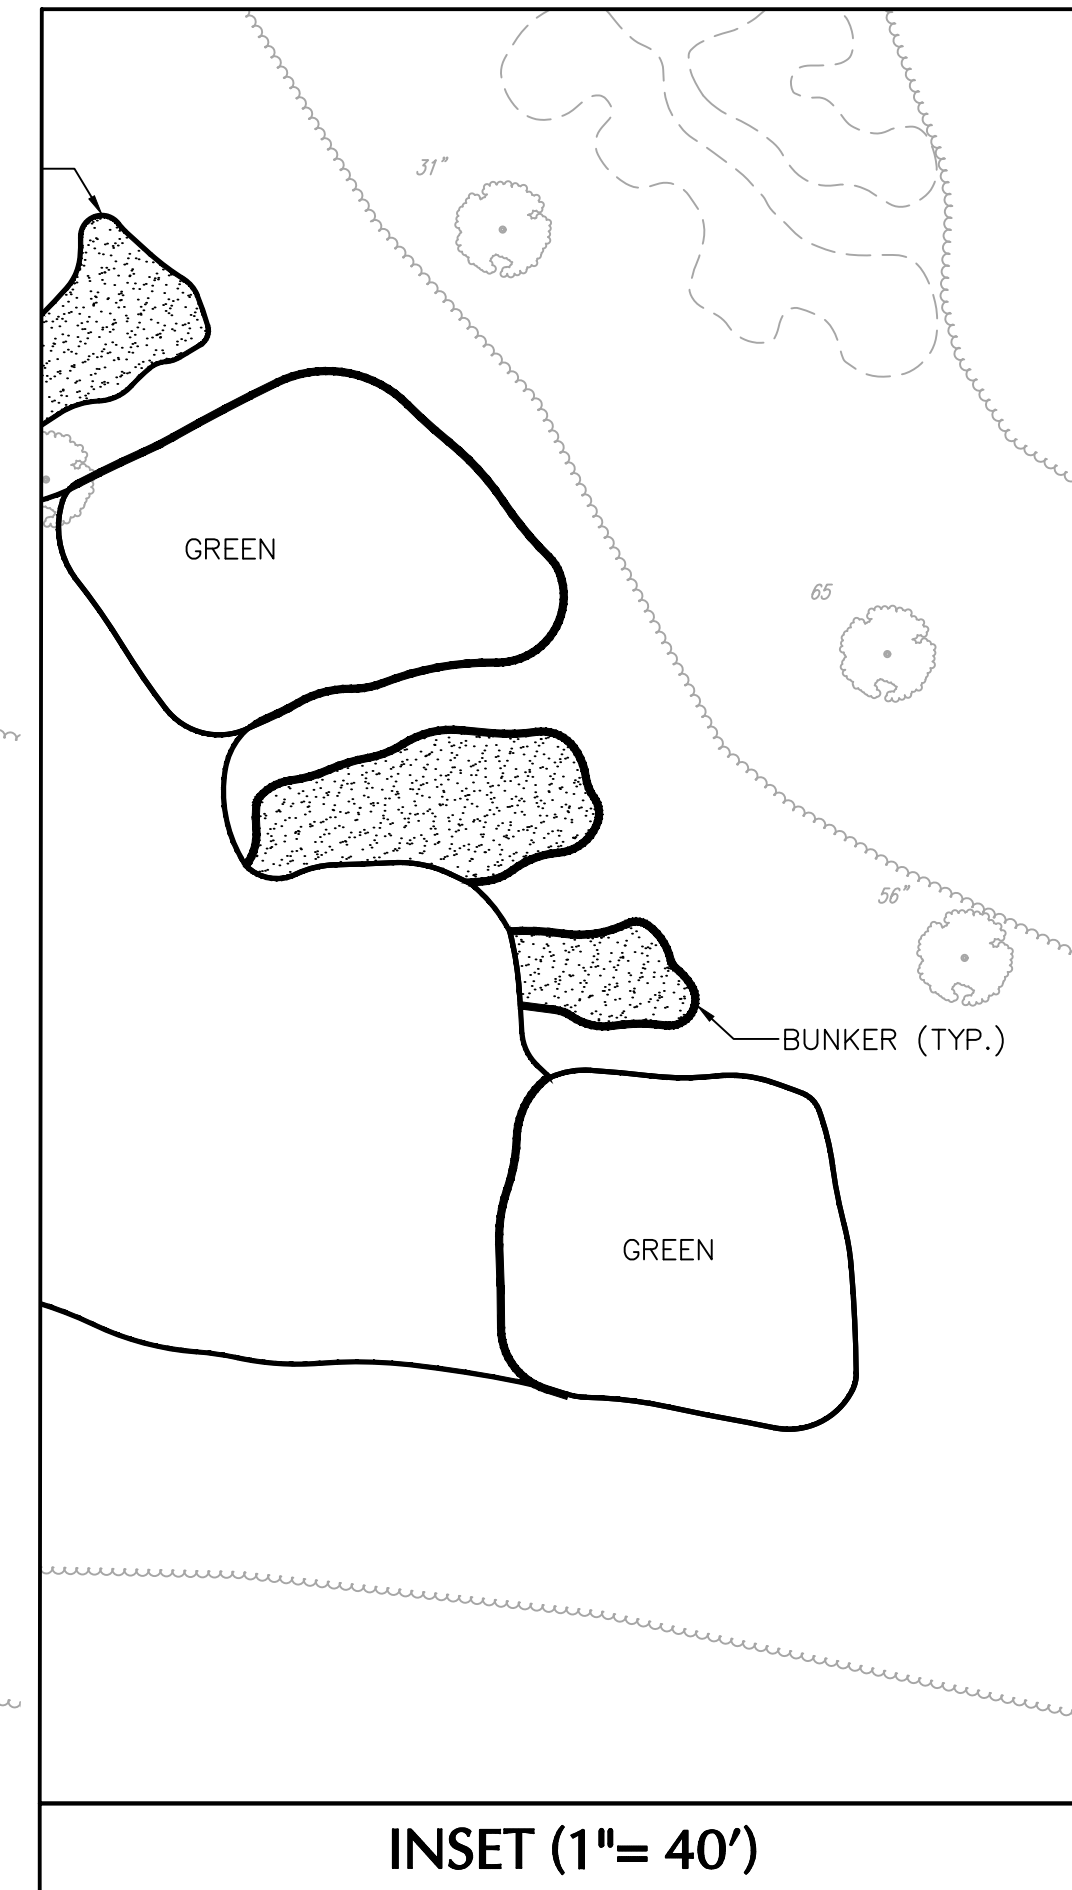 31"
GREEN
65
56"
BUNKER (TYP.)
GREEN
INSET (1"= 40')